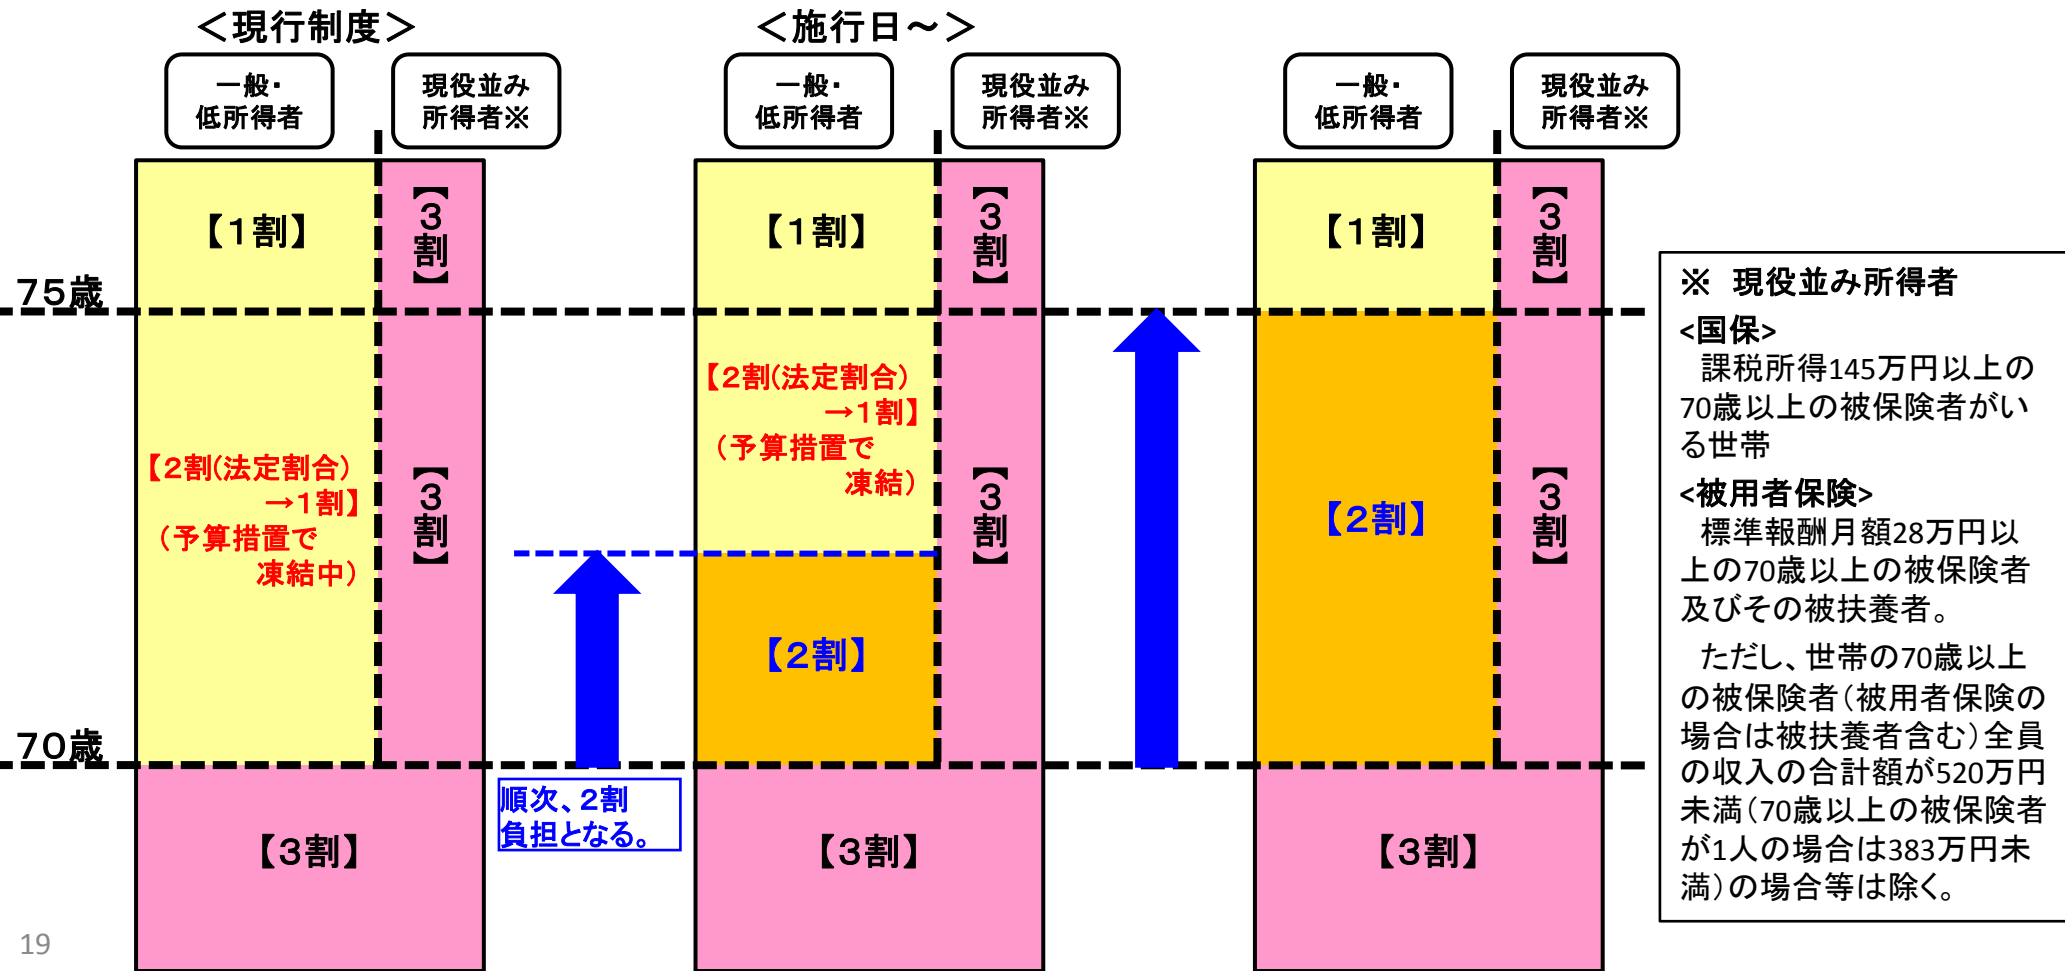 ＜現行制度＞
一般・
低所得者
現役並み
所得者※
【1割】
【3割】
75歳
【2割(法定割合)
→1割】
（予算措置で
凍結中）
【3割】
70歳
【3割】
順次、2割
負担となる。
＜施行日～＞
一般・
低所得者
現役並み
所得者※
【1割】
【3割】
【2割(法定割合)
→1割】
（予算措置で
凍結）
【3割】
【2割】
【3割】
一般・
低所得者
現役並み
所得者※
【1割】
【3割】
【2割】
【3割】
【3割】
※　現役並み所得者
<国保>
課税所得145万円以上の
70歳以上の被保険者がい
る世帯
<被用者保険>
標準報酬月額28万円以
上の70歳以上の被保険者
及びその被扶養者。
ただし、世帯の70歳以上
の被保険者（被用者保険の
場合は被扶養者含む）全員
の収入の合計額が520万円
未満（70歳以上の被保険者
が1人の場合は383万円未
満）の場合等は除く。
19